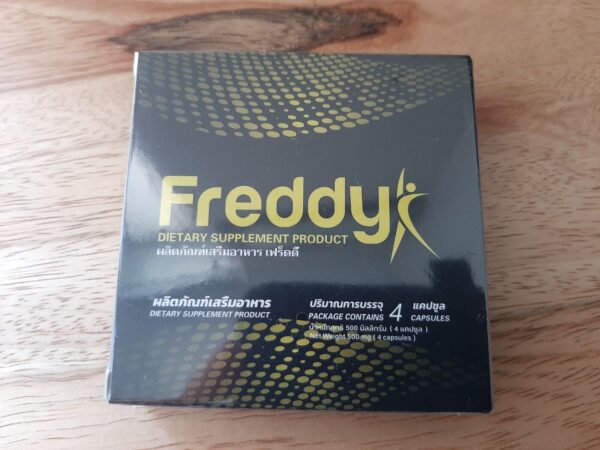 Freddy
DIETARY SUPPLEMENT PRODUCT
ผลิตภัณฑ์เสริมอาหาร เฟร็ดดี
ผลิตภัณฑ์เสริมอาหาร
DIETARY SUPPLEMENT PRODUCT
ปริมาณการบรรจุ 4 แคปซูล
PACKAGE CONTAINS CAPSULES
น้ำหนักสุทธิ 500 มิลลิกรัม ( 4 แคปซูล )
Net Weight 500 mg ( 4 capsules )